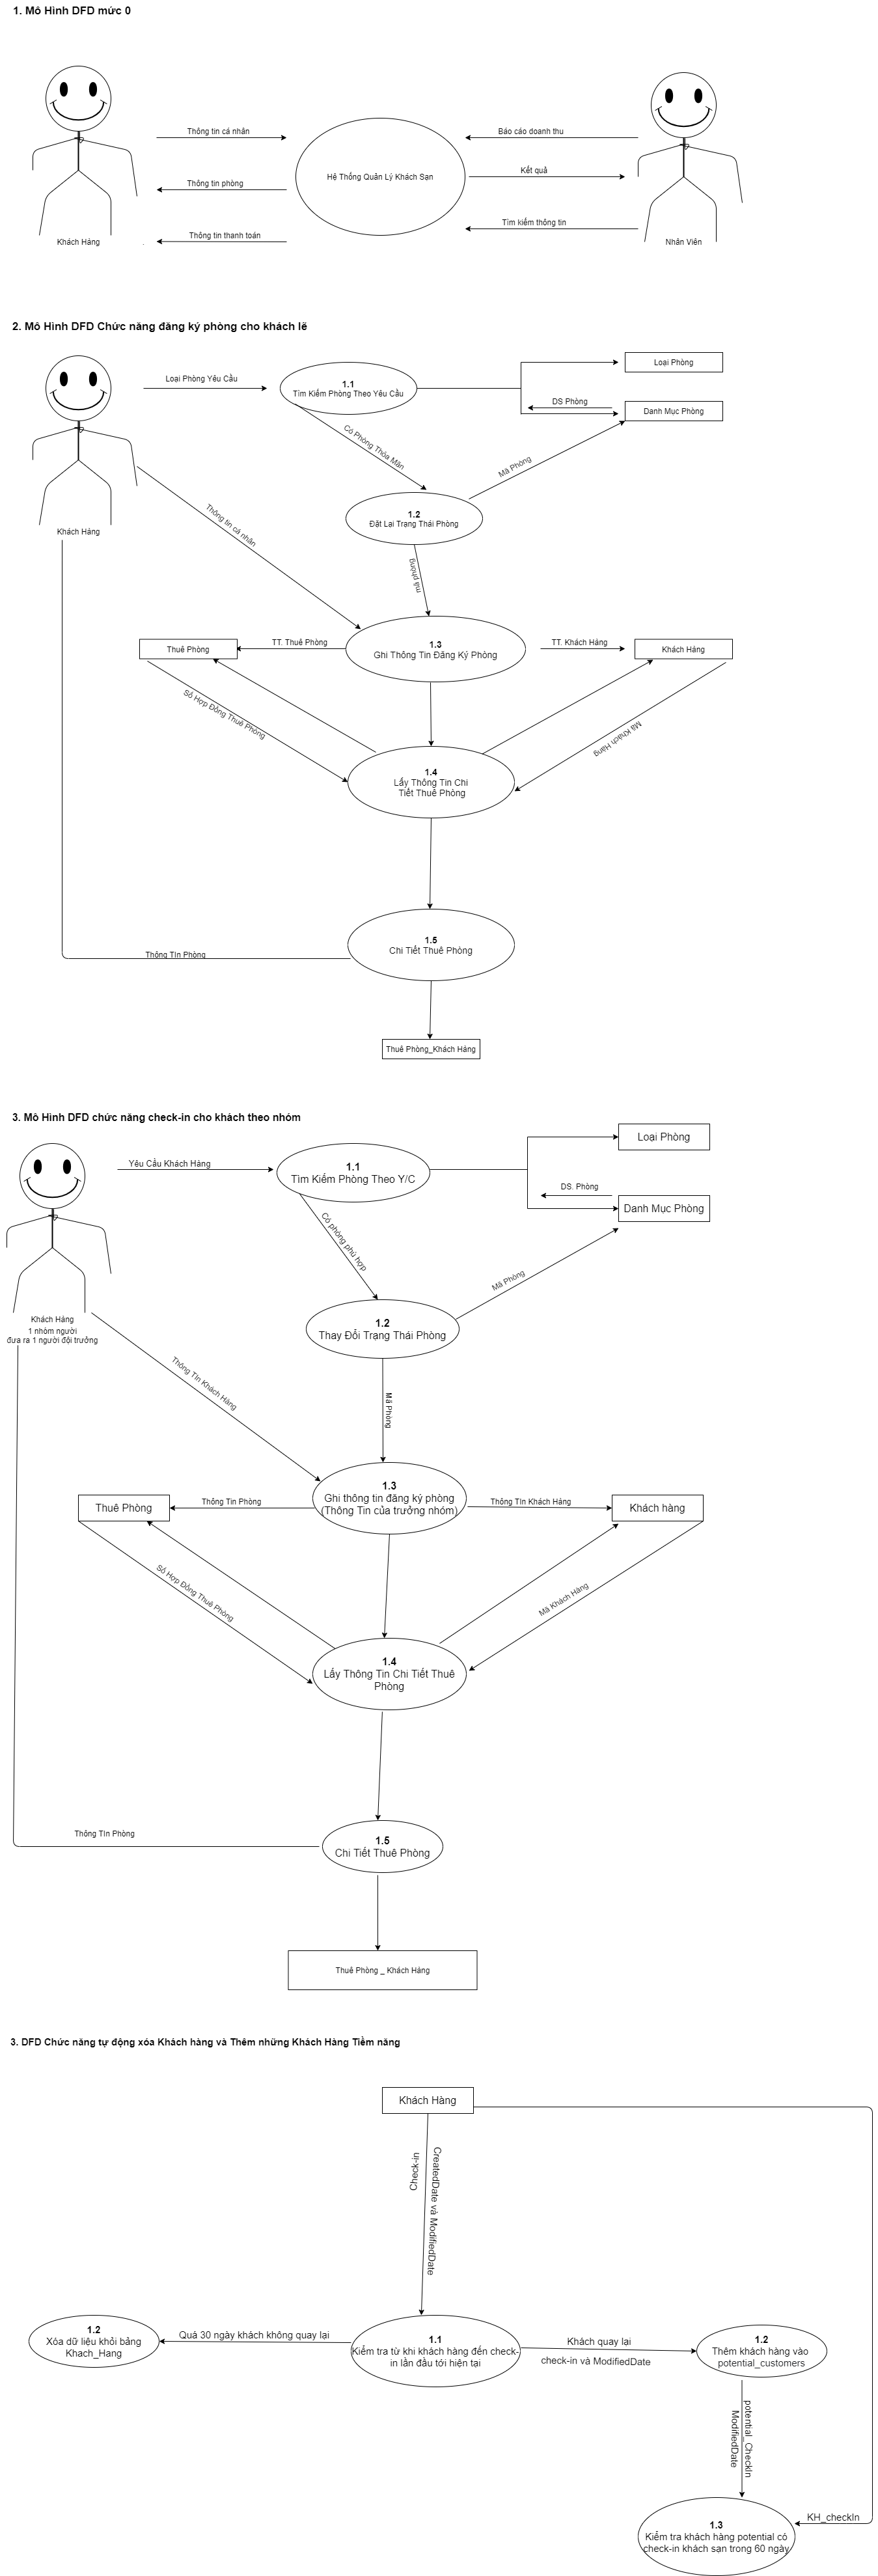 1. Mô Hình DFD mức 0
Thông tin cá nhân
Báo cáo doanh thu
Hệ Thống Quản Lý Khách Sạn
Kết quả
Thông tin phòng
Tìm kiếm thông tin
Thông tin thanh toán
Khách Hàng
Nhân Viên
2. Mô Hình DFD Chức năng đăng ký phòng cho khách lẽ
Loại Phòng Yêu Cầu
1.1
Tìm Kiếm Phòng Theo Yêu Cầu
Loại Phòng
DS Phòng
Danh Mục Phòng
Có Phòng Thỏa Mãn
Mã Phòng
1.2
Đặt Lại Trạng Thái Phòng
Khách Hàng
Thông tin cá nhân
mã phòng
1.3
Ghi Thông Tin Đăng Ký Phòng
Thuê Phòng
TT. Thuê Phòng
TT. Khách Hàng
Khách Hàng
Số Hợp Đồng Thuê Phòng
Mã Khách Hàng
1.4
Lấy Thông Tin Chi
Tiết Thuê Phòng
1.5
Chi Tiết Thuê Phòng
Thông TIn Phòng
Thuê Phòng_Khách Hàng
3. Mô Hình DFD chức năng check-in cho khách theo nhóm
Yêu Cầu Khách Hàng
1.1
Tìm Kiếm Phòng Theo Y/C
Loại Phòng
DS. Phòng
Danh Mục Phòng
Có phòng phù hợp
Mã Phòng
1.2
Thay Đổi Trạng Thái Phòng
Khách Hàng
1 nhóm người
đưa ra 1 người đội trưởng
Thông TIn Khách Hàng
Mã Phòng
1.3
Ghi thông tin đăng ký phòng
(Thông Tin của trưởng nhóm)
Thuê Phòng
Thông Tin Phòng
Thông TIn Khách Hàng
Khách hàng
Số Hợp Đồng Thuê Phòng
Mã Khách Hàng
1.4
Lấy Thông Tin Chi Tiết Thuê
Phòng
Thông TIn Phòng
1.5
Chi Tiết Thuê Phòng
Thuê Phòng _ Khách Hàng
3. DFD Chức năng tự động xóa Khách hàng và Thêm những Khách Hàng Tiềm năng
Khách Hàng
Check-in
CreatedDate và ModifiedDate
1.2
Xóa dữ liệu khỏi bảng
Khach_Hang
Quá 30 ngày khách không quay lại
1.1
Kiểm tra từ khi khách hàng đến check-
in lần đầu tới hiện tại
Khách quay lại
check-in và ModifiedDate
1.2
Thêm khách hàng vào
potential_customers
potential_CheckIn
ModifiedDate
KH_checkIn
1.3
Kiểm tra khách hàng potential có
check-in khách sạn trong 60 ngày